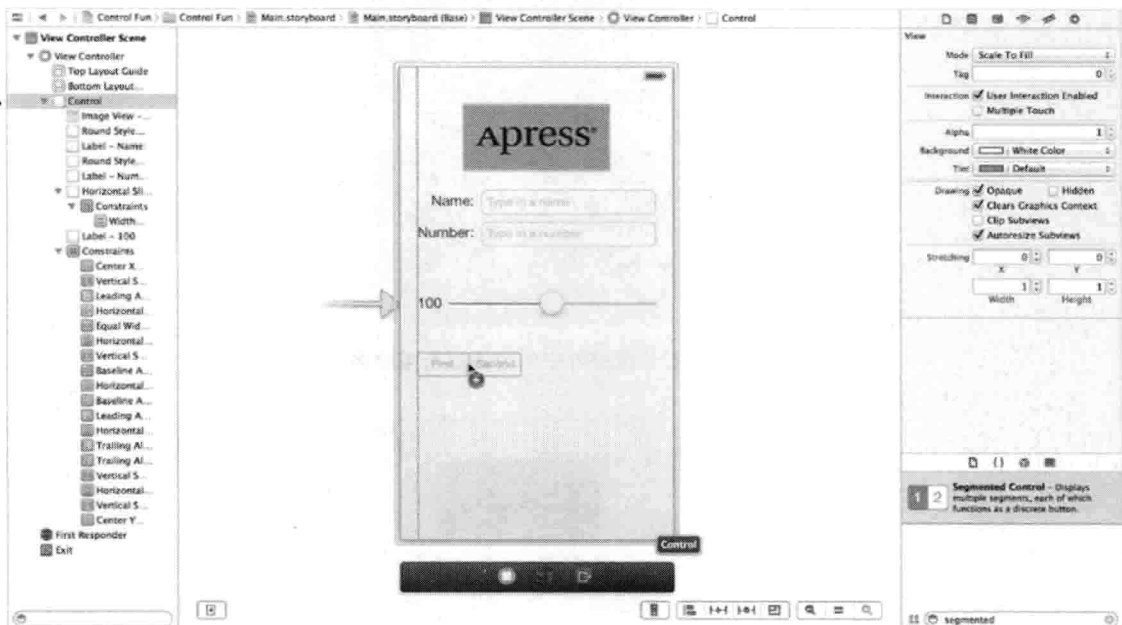 Control Fun Control Fun Main.storyboard Main.storyboard (Base) View Controller Scene View Controller Control
View Controller Scene
View Controller
Top Layout Guide
Bottom Layout...
Control
Image View -...
Round Style...
Label - Name
Round Style...
Label - Num...
Horizontal Sli...
Constraints
Width...
Label - 100
Constraints
Center X...
Vertical S...
Leading A...
Horizontal...
Equal Wid...
Horizontal...
Vertical S...
Baseline A...
Horizontal...
Baseline A...
Leading A...
Horizontal...
Trailing Al...
Trailing Al...
Vertical S...
Horizontal...
Vertical S...
Center Y...
First Responder
Exit
Apress®
Name: Type in a name
Number: Type in a number
100
First Second
Control
View
Mode Scale To Fill
Tag 0
Interaction User Interaction Enabled
Multiple Touch
Alpha 1
Background White Color
Tint Default
Drawing Opaque Hidden
Clears Graphics Context
Clip Subviews
Autoresize Subviews
Stretching 0 0
X Y
1 1
Width Height
1 2 Segmented Control - Displays
multiple segments, each of which
functions as a discrete button.
segmented